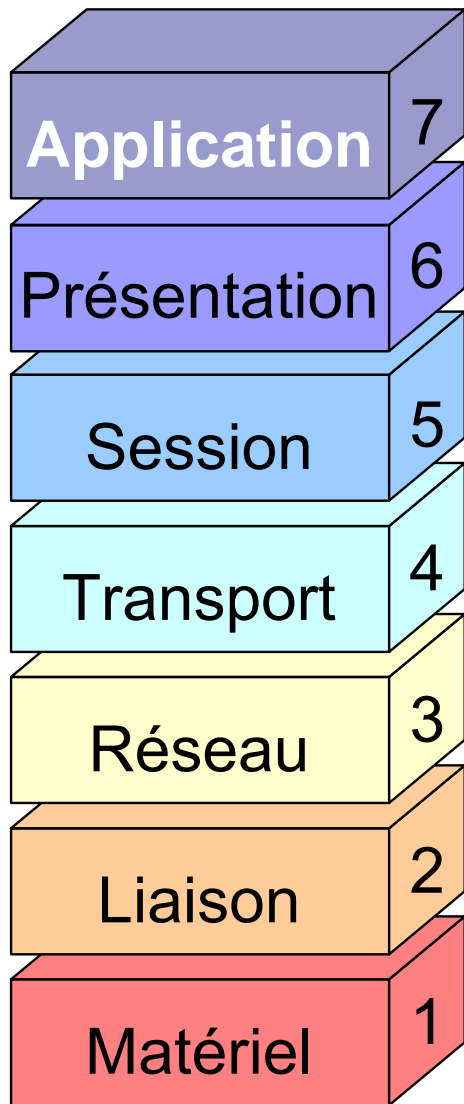 Application 7
Présentation 6
Session 5
Transport 4
Réseau 3
Liaison 2
Matériel 1